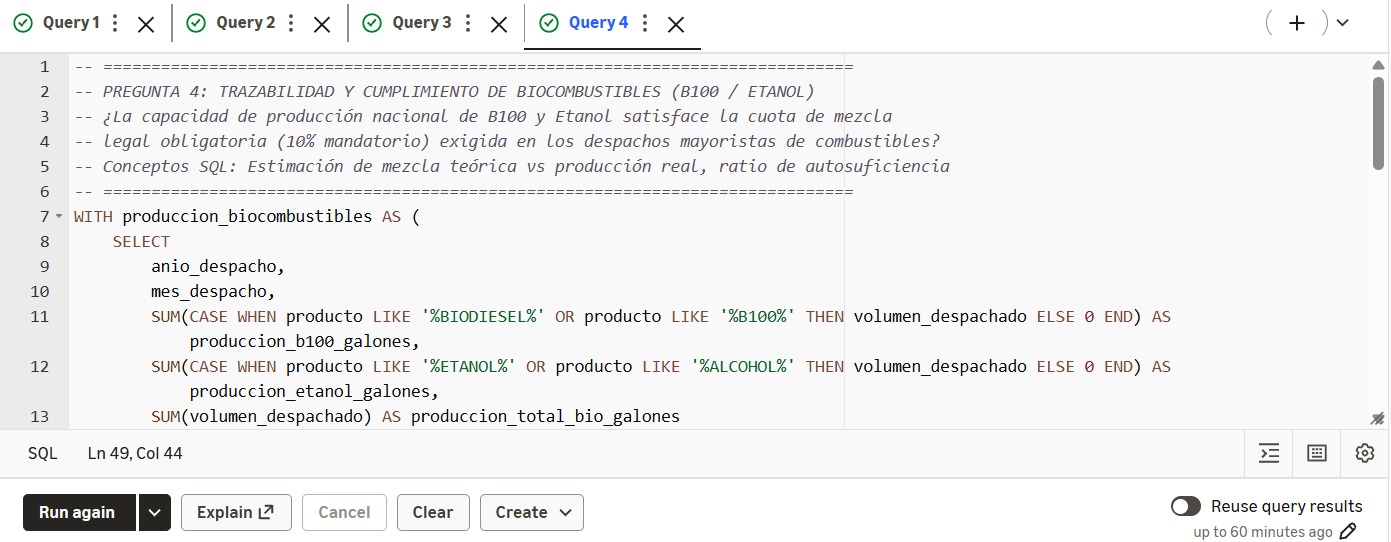 Query 1 Query 2 Query 3 Query 4
1 -- ==============================================================================
2 -- PREGUNTA 4: TRAZABILIDAD Y CUMPLIMIENTO DE BIOCOMBUSTIBLES (B100 / ETANOL)
3 -- ¿La capacidad de producción nacional de B100 y Etanol satisface la cuota de mezcla
4 -- legal obligatoria (10% mandatorio) exigida en los despachos mayoristas de combustibles?
5 -- Conceptos SQL: Estimación de mezcla teórica vs producción real, ratio de autosuficiencia
6 -- ==============================================================================
7 WITH produccion_biocombustibles AS (
8 SELECT
9 anio_despacho,
10 mes_despacho,
11 SUM(CASE WHEN producto LIKE '%BIODIESEL%' OR producto LIKE '%B100%' THEN volumen_despachado ELSE 0 END) AS
produccion_b100_galones,
12 SUM(CASE WHEN producto LIKE '%ETANOL%' OR producto LIKE '%ALCOHOL%' THEN volumen_despachado ELSE 0 END) AS
produccion_etanol_galones,
13 SUM(volumen_despachado) AS produccion_total_bio_galones
SQL Ln 49, Col 44
Run again Explain Cancel Clear Create Reuse query results
up to 60 minutes ago